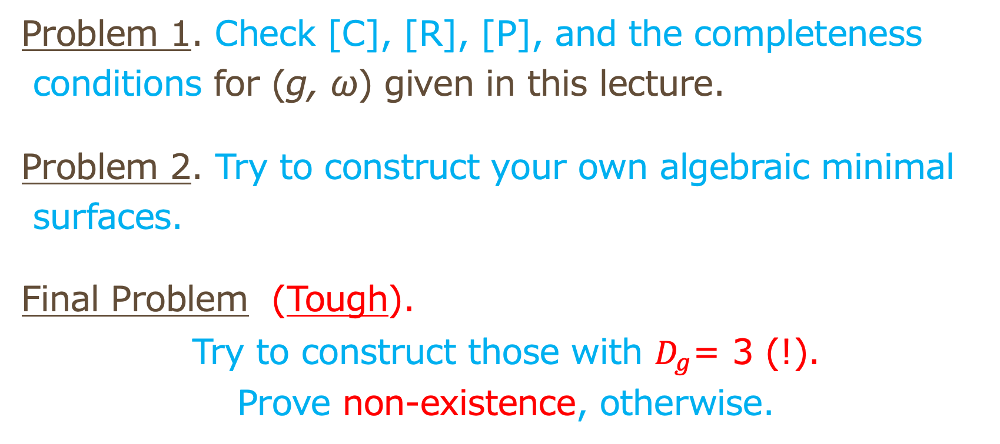 Problem 1. Check [C], [R], [P], and the completeness
conditions for (g, ω) given in this lecture.
Problem 2. Try to construct your own algebraic minimal
surfaces.
Final Problem (Tough).
Try to construct those with D_g = 3 (!).
Prove non-existence, otherwise.